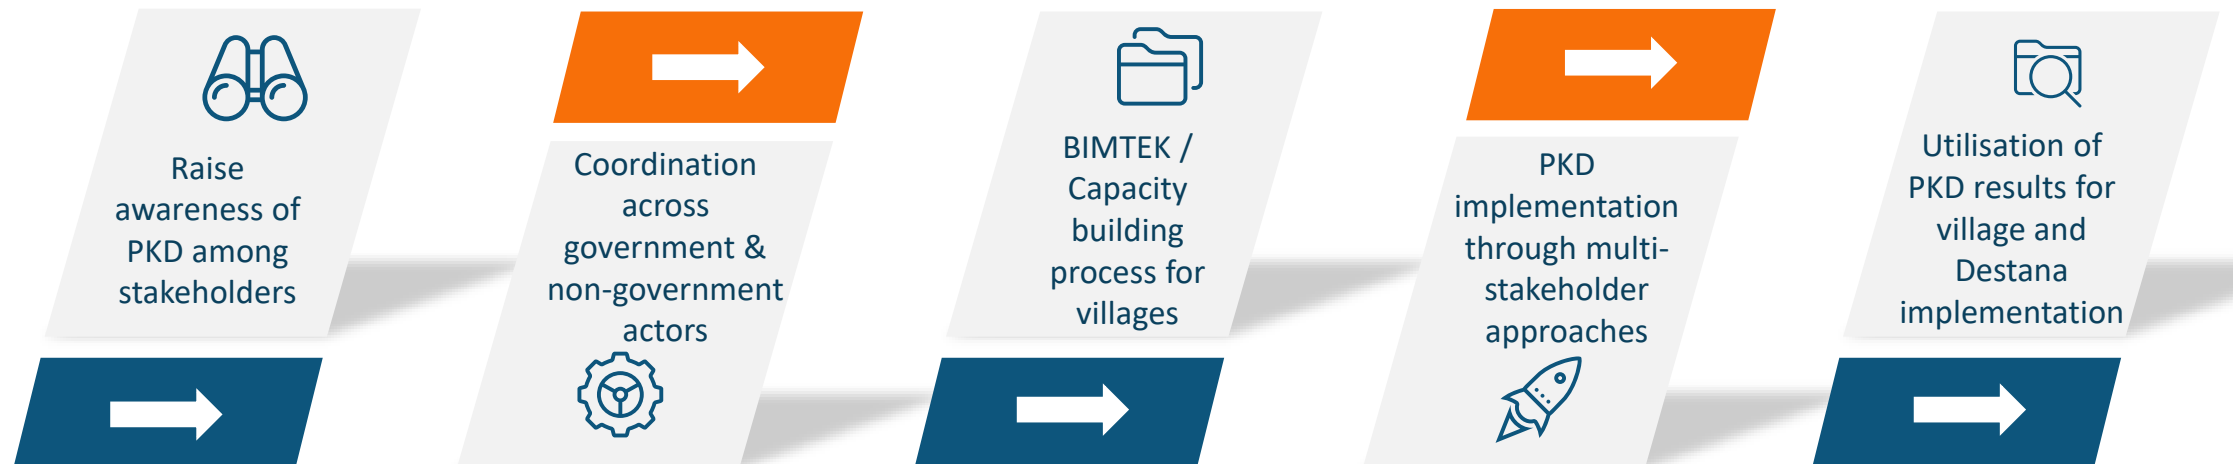 Raise
awareness of
PKD among
stakeholders
Coordination
across
government &
non-government
actors
BIMTEK /
Capacity
building
process for
villages
PKD
implementation
through multi-
stakeholder
approaches
Utilisation of
PKD results for
village and
Destana
implementation